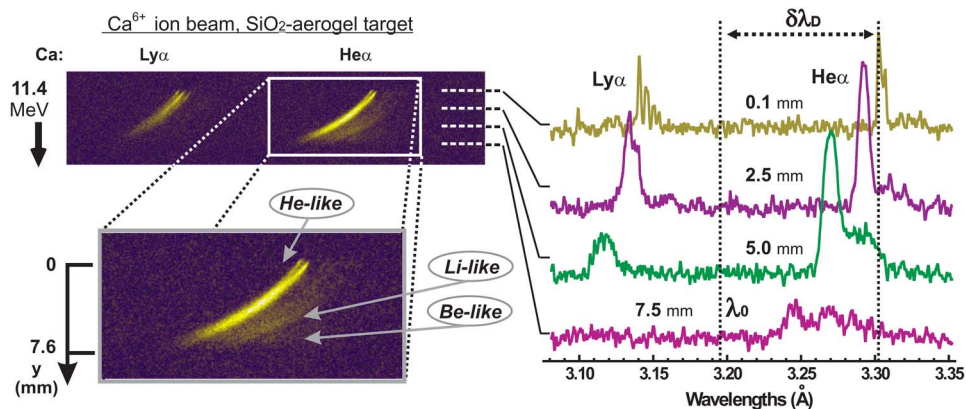 Ca⁶⁺ ion beam, SiO₂-aerogel target
Ca:
Lyα
Heα
11.4
MeV
He-like
Li-like
Be-like
0
7.6
y
(mm)
δλD
Lyα
Heα
0.1 mm
2.5 mm
5.0 mm
7.5 mm
λ0
3.10 3.15 3.20 3.25 3.30 3.35
Wavelengths (Å)